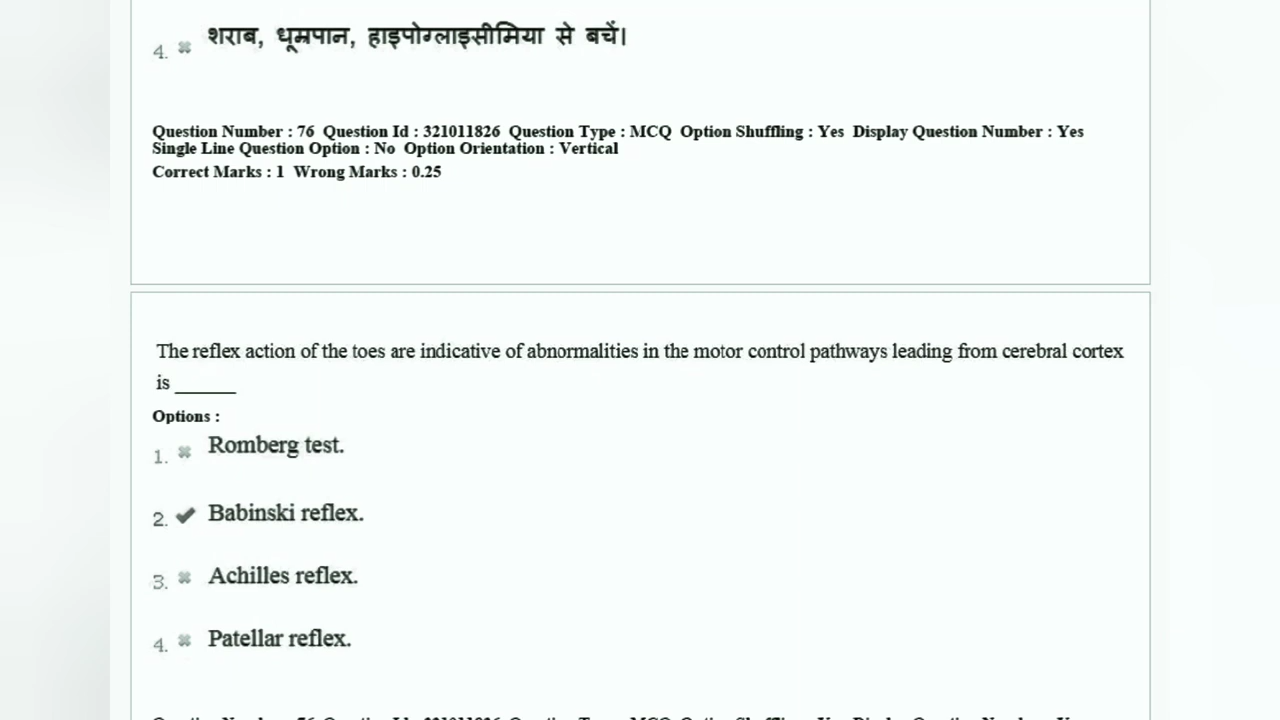 4. शराब, धूम्रपान, हाइपोग्लाइसीमिया से बचें।
Question Number : 76 Question Id : 321011826 Question Type : MCQ Option Shuffling : Yes Display Question Number : Yes
Single Line Question Option : No Option Orientation : Vertical
Correct Marks : 1 Wrong Marks : 0.25
The reflex action of the toes are indicative of abnormalities in the motor control pathways leading from cerebral cortex
is ______
Options :
1. Romberg test.
2. Babinski reflex.
3. Achilles reflex.
4. Patellar reflex.